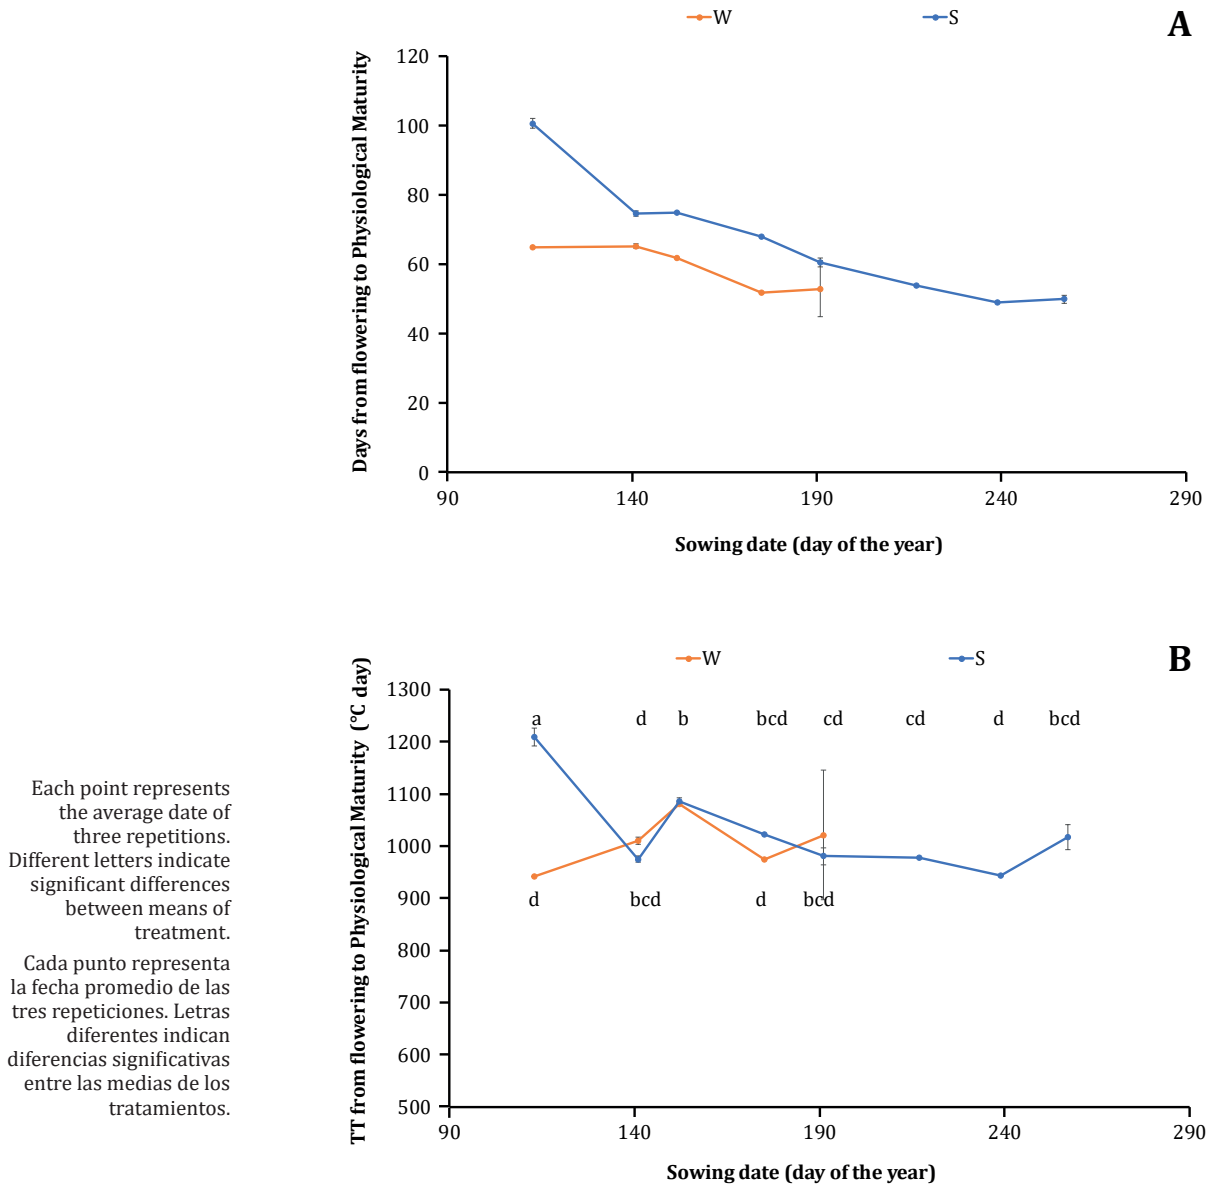 W S A
Days from flowering to Physiological Maturity
120
100
80
60
40
20
0
90 140 190 240 290
Sowing date (day of the year)
W S B
TT from flowering to Physiological Maturity (°C day)
1300
1200
1100
1000
900
800
700
600
500
a d b bcd cd cd d bcd
d bcd d bcd
90 140 190 240 290
Sowing date (day of the year)
Each point represents
the average date of
three repetitions.
Different letters indicate
significant differences
between means of
treatment.
Cada punto representa
la fecha promedio de las
tres repeticiones. Letras
diferentes indican
diferencias significativas
entre las medias de los
tratamientos.